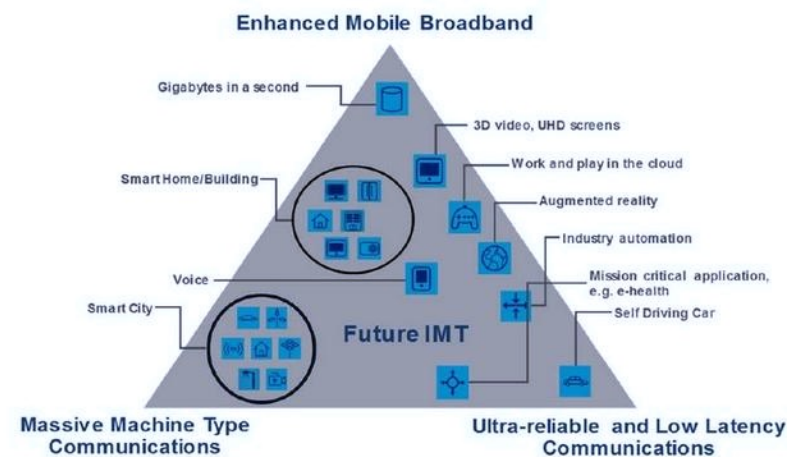 Enhanced Mobile Broadband
Gigabytes in a second
3D video, UHD screens
Work and play in the cloud
Smart Home/Building
Augmented reality
Industry automation
Voice
Mission critical application,
e.g. e-health
Smart City
Self Driving Car
Future IMT
Massive Machine Type
Communications
Ultra-reliable and Low Latency
Communications